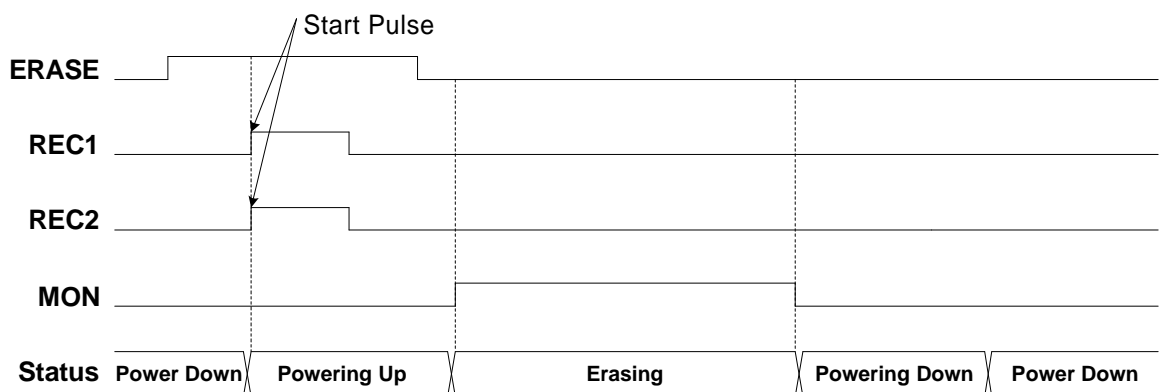 Start Pulse
ERASE
REC1
REC2
MON
Status Power Down Powering Up Erasing Powering Down Power Down